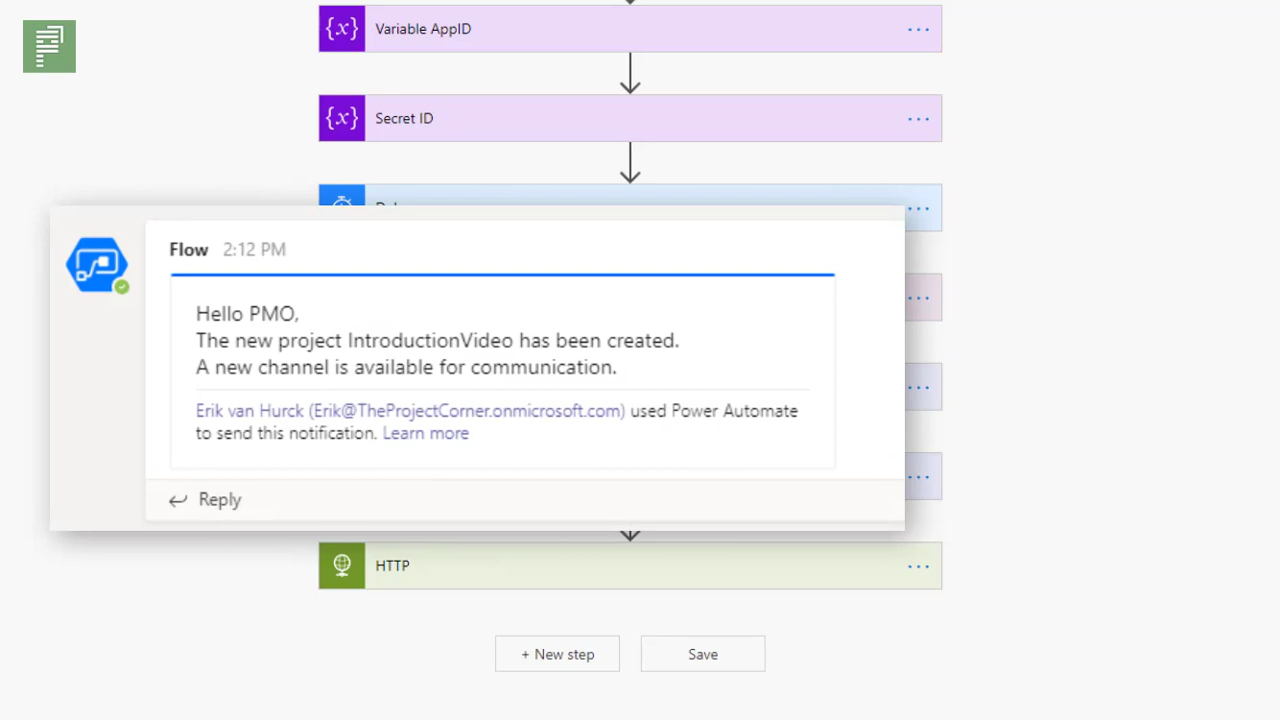 {x} Variable AppID ...
{x} Secret ID ...
...
Flow 2:12 PM
...
Hello PMO,
The new project IntroductionVideo has been created.
A new channel is available for communication.
...
Erik van Hurck (Erik@TheProjectCorner.onmicrosoft.com) used Power Automate
to send this notification. Learn more
...
Reply
HTTP ...
+ New step Save